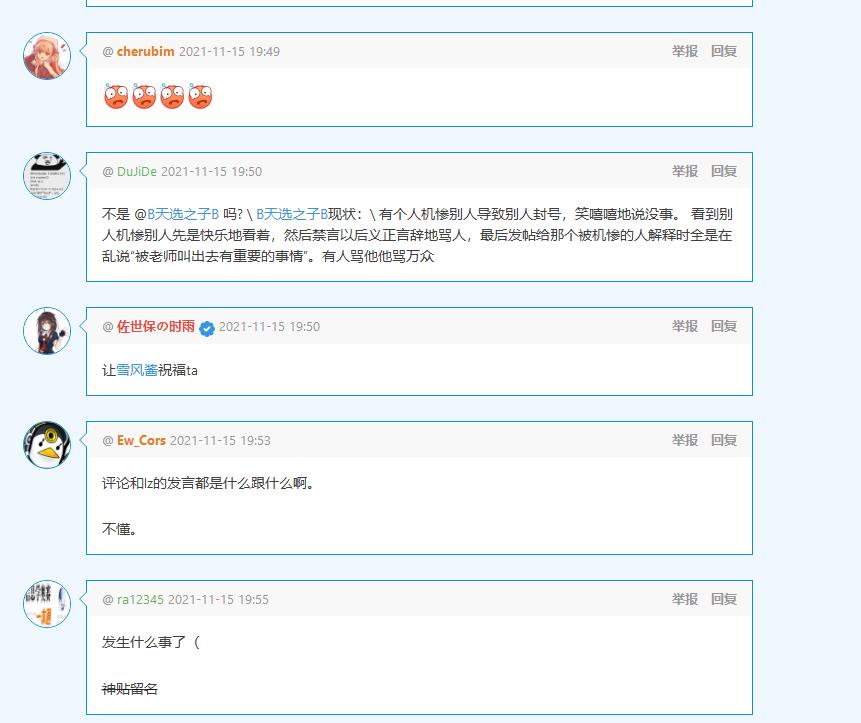 @ cherubim 2021-11-15 19:49 举报 回复
@ DuJiDe 2021-11-15 19:50 举报 回复
不是 @B天选之子B 吗? \ B天选之子B现状：\ 有个人机惨别人导致别人封号，笑嘻嘻地说没事。 看到别
人机惨别人先是快乐地看着，然后禁言以后义正言辞地骂人，最后发帖给那个被机惨的人解释时全是在
乱说“被老师叫出去有重要的事情”。有人骂他他骂万众
@ 佐世保の时雨 2021-11-15 19:50 举报 回复
让雪风酱祝福ta
@ Ew_Cors 2021-11-15 19:53 举报 回复
评论和lz的发言都是什么跟什么啊。
不懂。
@ ra12345 2021-11-15 19:55 举报 回复
发生什么事了（
神贴留名